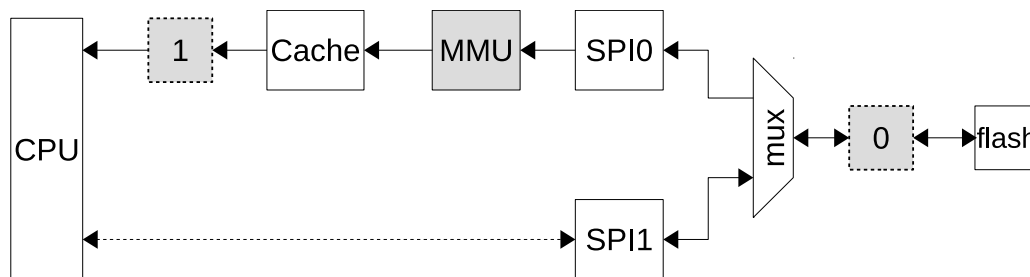 1
Cache
MMU
SPI0
CPU
mux
0
flash
SPI1